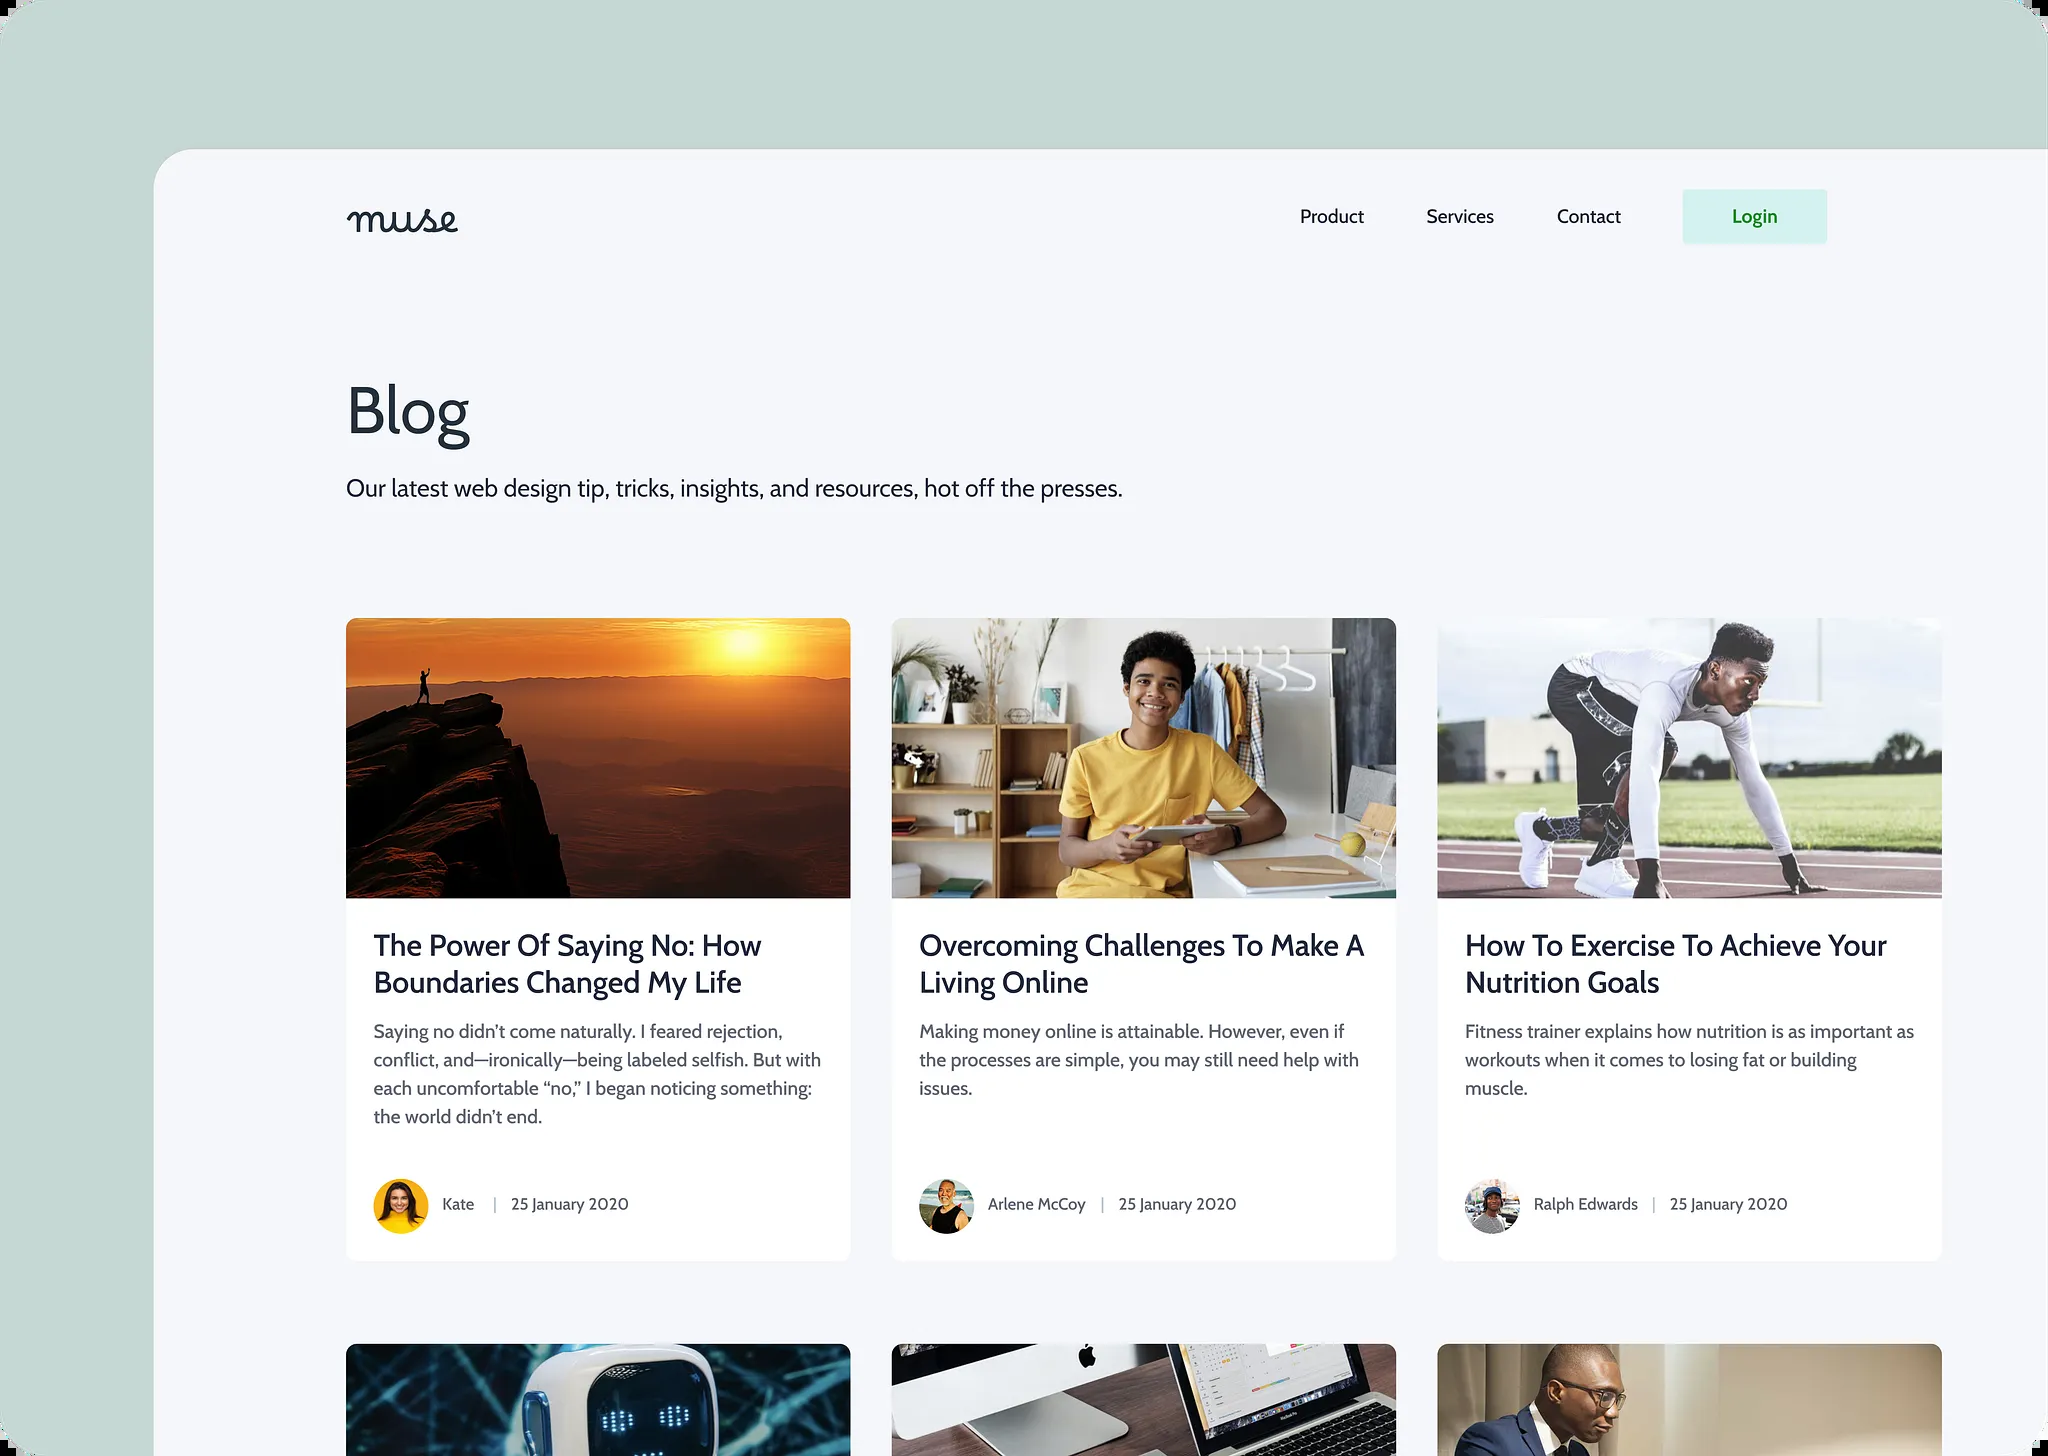 muse
Product
Services
Contact
Login
Blog
Our latest web design tip, tricks, insights, and resources, hot off the presses.
The Power Of Saying No: How
Boundaries Changed My Life
Saying no didn’t come naturally. I feared rejection,
conflict, and—ironically—being labeled selfish. But with
each uncomfortable “no,” I began noticing something:
the world didn’t end.
Kate | 25 January 2020
Overcoming Challenges To Make A
Living Online
Making money online is attainable. However, even if
the processes are simple, you may still need help with
issues.
Arlene McCoy | 25 January 2020
How To Exercise To Achieve Your
Nutrition Goals
Fitness trainer explains how nutrition is as important as
workouts when it comes to losing fat or building
muscle.
Ralph Edwards | 25 January 2020